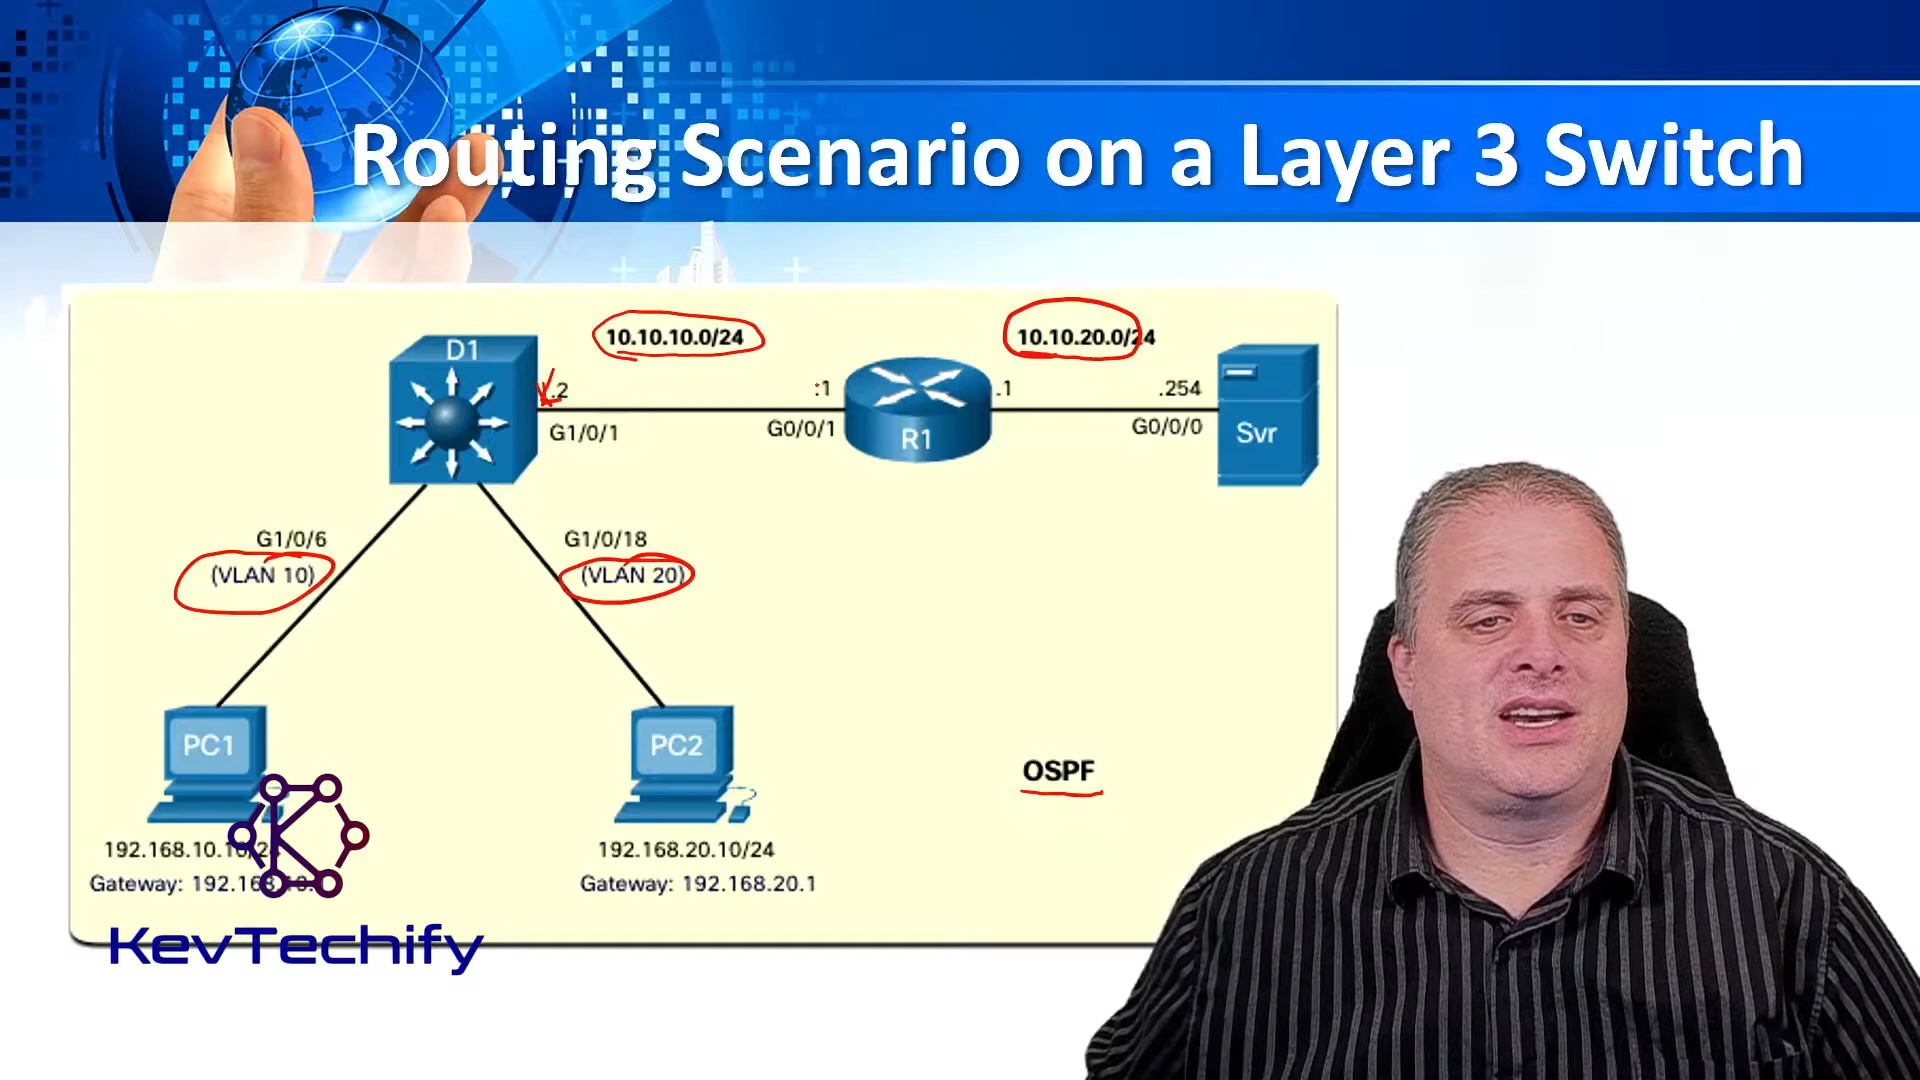 Routing Scenario on a Layer 3 Switch
10.10.10.0/24
10.10.20.0/24
D1
.2
:1
.1
.254
G1/0/1
G0/0/1
R1
G0/0/0
Svr
G1/0/6
(VLAN 10)
G1/0/18
(VLAN 20)
PC1
PC2
OSPF
192.168.20.10/24
Gateway:
Gateway: 192.168.20.1
KevTechify